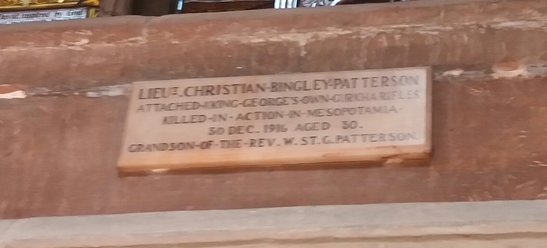 LIEUT. CHRISTIAN·BINGLEY·PATTERSON
ATTACHED·1·KING·GEORGE'S·OWN·GURKHA RIFLES
KILLED·IN·ACTION·IN·MESOPOTAMIA·
30 DEC. 1916 AGED 30.
GRANDSON·OF·THE·REV. W. ST. G. PATTERSON.